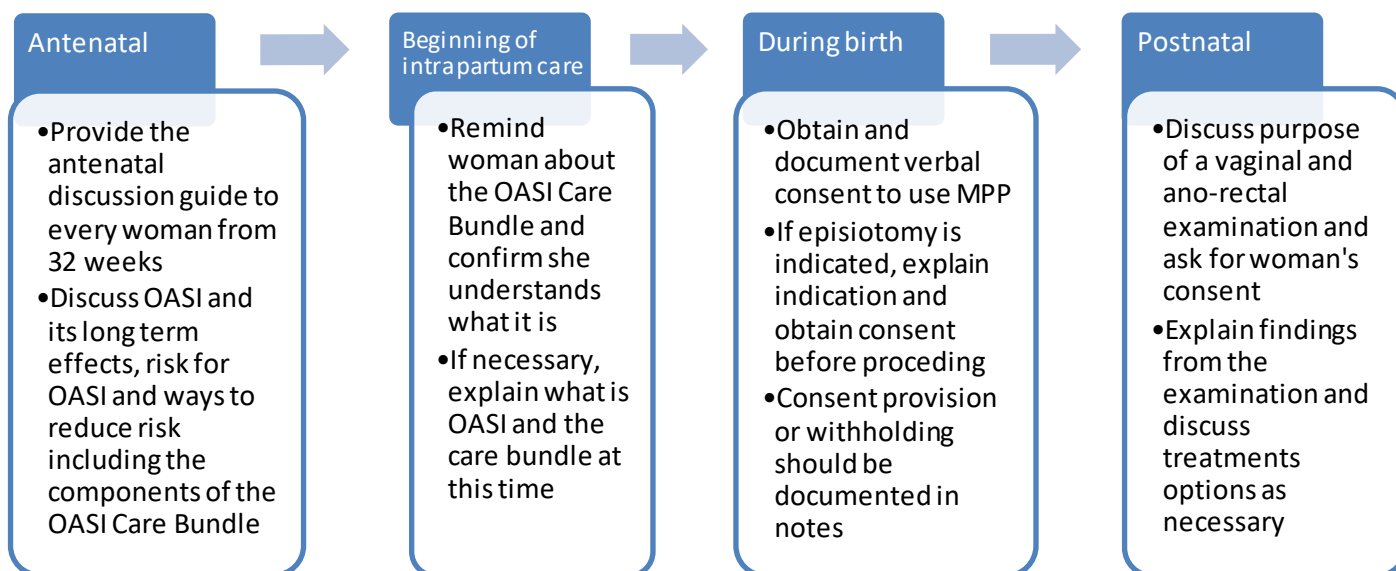 Antenatal
•Provide the
antenatal
discussion guide to
every woman from
32 weeks
•Discuss OASI and
its long term
effects, risk for
OASI and ways to
reduce risk
including the
components of the
OASI Care Bundle
Beginning of
intrapartum care
•Remind
woman about
the OASI Care
Bundle and
confirm she
understands
what it is
•If necessary,
explain what is
OASI and the
care bundle at
this time
During birth
•Obtain and
document verbal
consent to use MPP
•If episiotomy is
indicated, explain
indication and
obtain consent
before proceding
•Consent provision
or withholding
should be
documented in
notes
Postnatal
•Discuss purpose
of a vaginal and
ano-rectal
examination and
ask for woman's
consent
•Explain findings
from the
examination and
discuss
treatments
options as
necessary